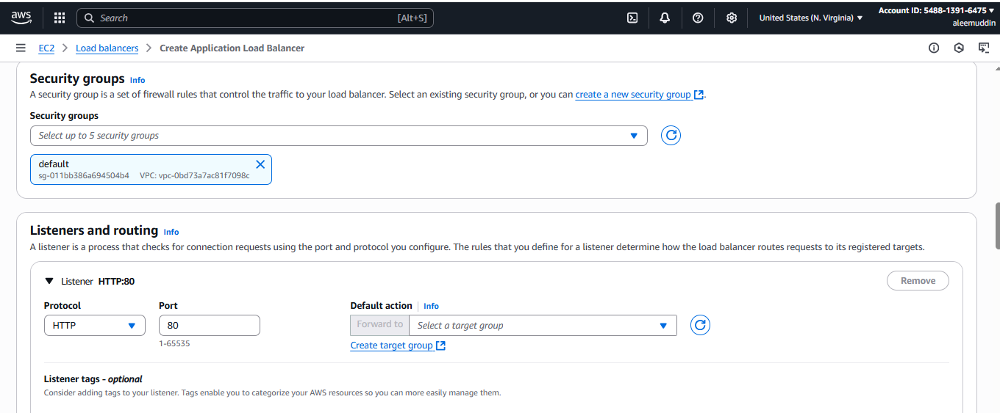 aws
Search [Alt+S]
United States (N. Virginia)
Account ID: 5488-1391-6475
aleemuddin
EC2 > Load balancers > Create Application Load Balancer
Security groups Info
A security group is a set of firewall rules that control the traffic to your load balancer. Select an existing security group, or you can create a new security group.
Security groups
Select up to 5 security groups
default
sg-011bb386a694504b4 VPC: vpc-0bd73a7ac81f7098c
Listeners and routing Info
A listener is a process that checks for connection requests using the port and protocol you configure. The rules that you define for a listener determine how the load balancer routes requests to its registered targets.
Listener HTTP:80
Remove
Protocol Port Default action Info
HTTP 80 Forward to Select a target group
1-65535 Create target group
Listener tags - optional
Consider adding tags to your listener. Tags enable you to categorize your AWS resources so you can more easily manage them.